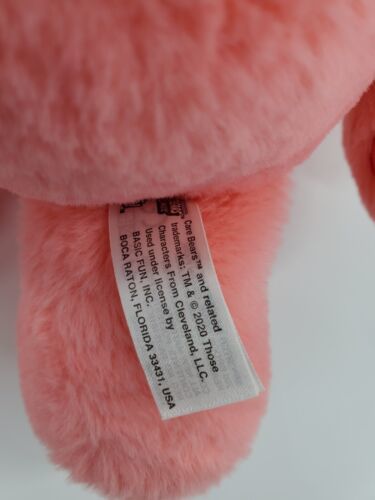 Care Bears™ and related
trademarks: TM & © 2020 Those
Characters From Cleveland, LLC.
Used under license by
BASIC FUN, INC.
BOCA RATON, FLORIDA 33431, USA